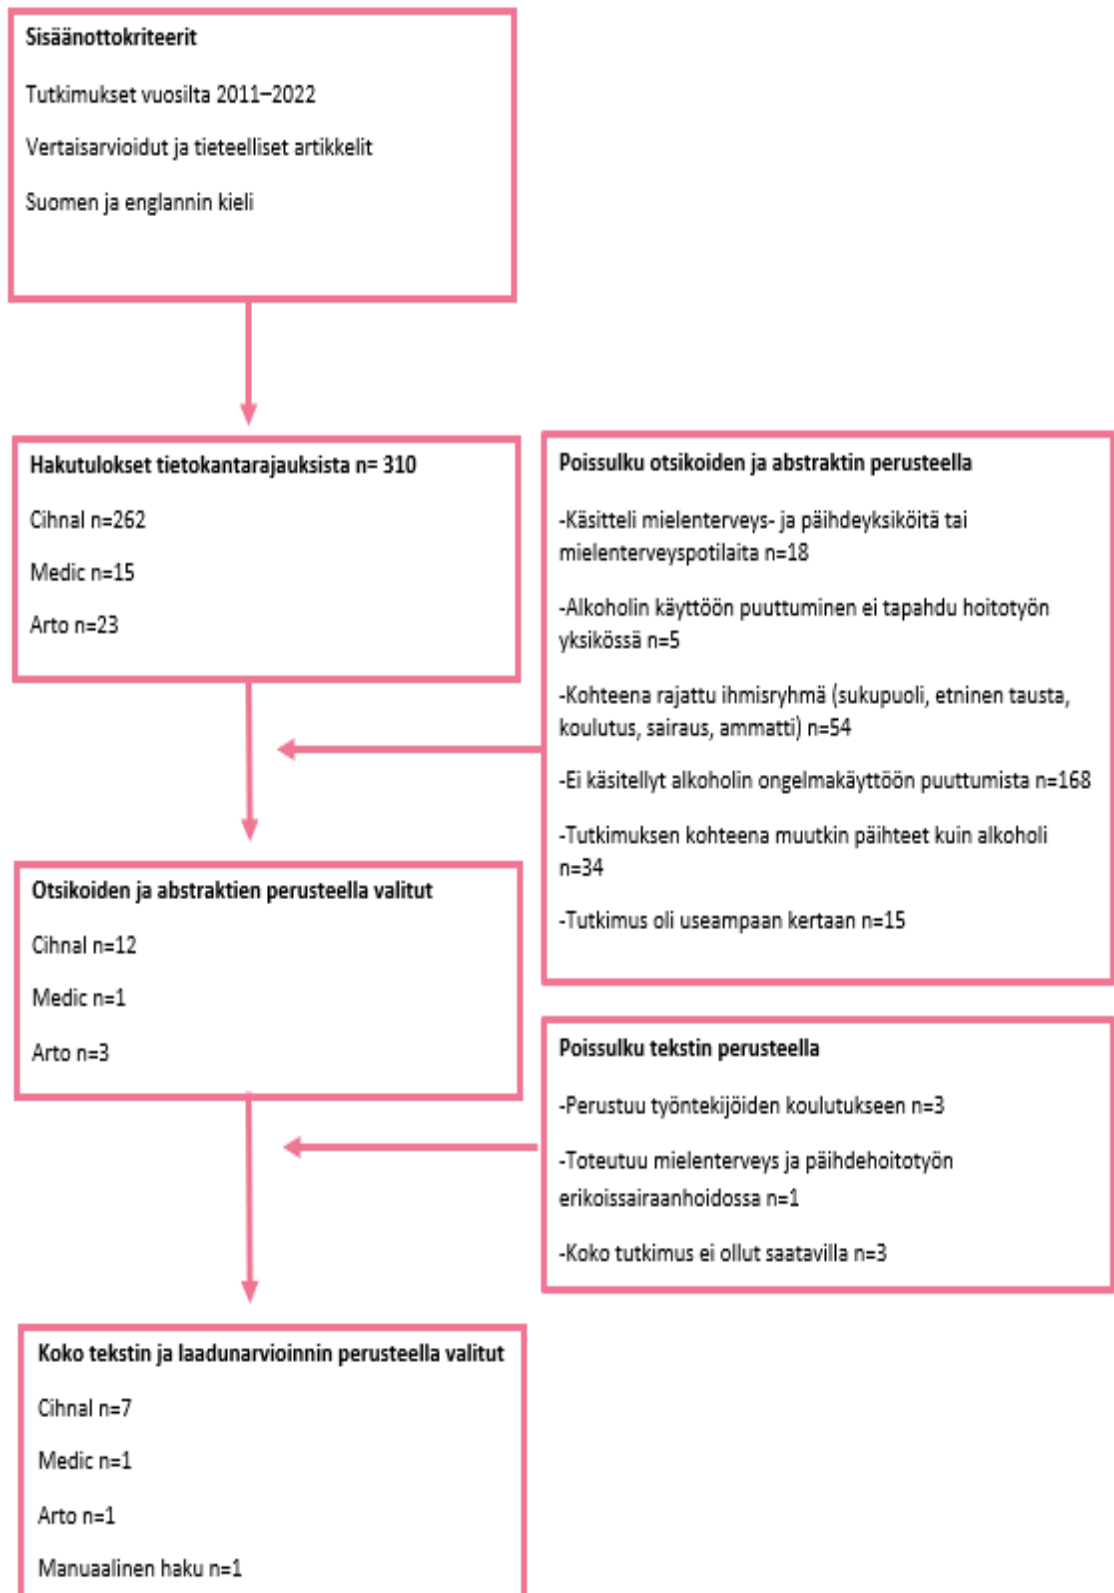 Sisäänottokriteerit
Tutkimukset vuosilta 2011–2022
Vertaisarvioidut ja tieteelliset artikkelit
Suomen ja englannin kieli
Hakutulokset tietokantarajauksista n= 310
Cihnal n=262
Medic n=15
Arto n=23
Poissulku otsikoiden ja abstraktin perusteella
-Käsitteli mielenterveys- ja päihdeyksiköitä tai
mielenterveyspotilaita n=18
-Alkoholin käyttöön puuttuminen ei tapahdu hoitotyön
yksikössä n=5
-Kohteena rajattu ihmisryhmä (sukupuoli, etninen tausta,
koulutus, sairaus, ammatti) n=54
-Ei käsitellyt alkoholin ongelmakäyttöön puuttumista n=168
-Tutkimuksen kohteena muutkin päihteet kuin alkoholi
n=34
-Tutkimus oli useampaan kertaan n=15
Otsikoiden ja abstraktien perusteella valitut
Cihnal n=12
Medic n=1
Arto n=3
Poissulku tekstin perusteella
-Perustuu työntekijöiden koulutukseen n=3
-Toteutuu mielenterveys ja päihdehoitotyön
erikoissairaanhoidossa n=1
-Koko tutkimus ei ollut saatavilla n=3
Koko tekstin ja laadunarvioinnin perusteella valitut
Cihnal n=7
Medic n=1
Arto n=1
Manuaalinen haku n=1